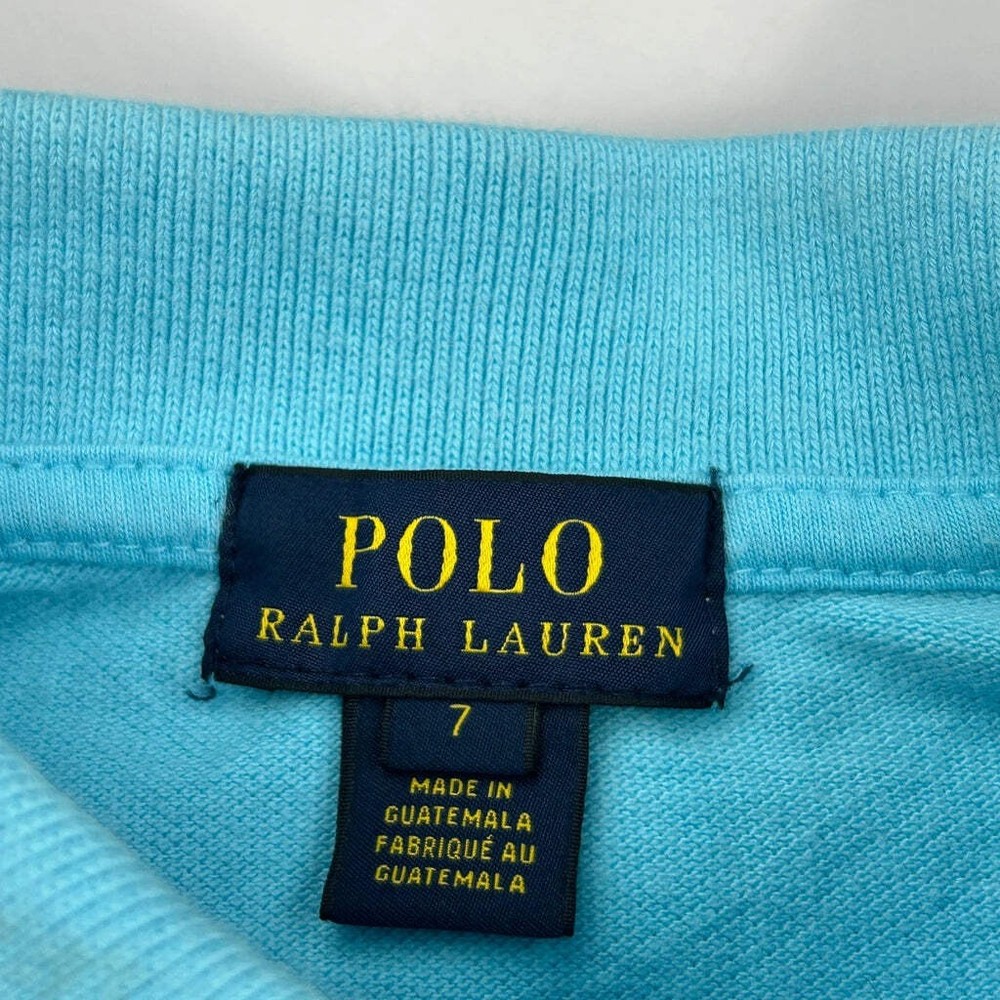 POLO
RALPH LAUREN
7
MADE IN
GUATEMALA
FABRIQUÉ AU
GUATEMALA